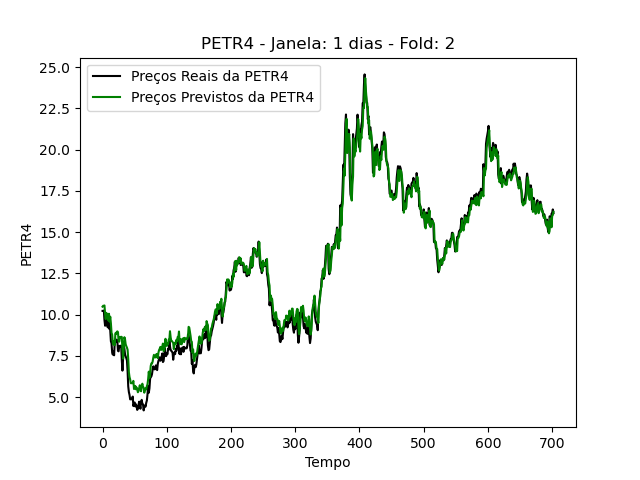 PETR4 - Janela: 1 dias - Fold: 2
Preços Reais da PETR4
Preços Previstos da PETR4
25.0
22.5
20.0
17.5
15.0
12.5
10.0
7.5
5.0
PETR4
0 100 200 300 400 500 600 700
Tempo